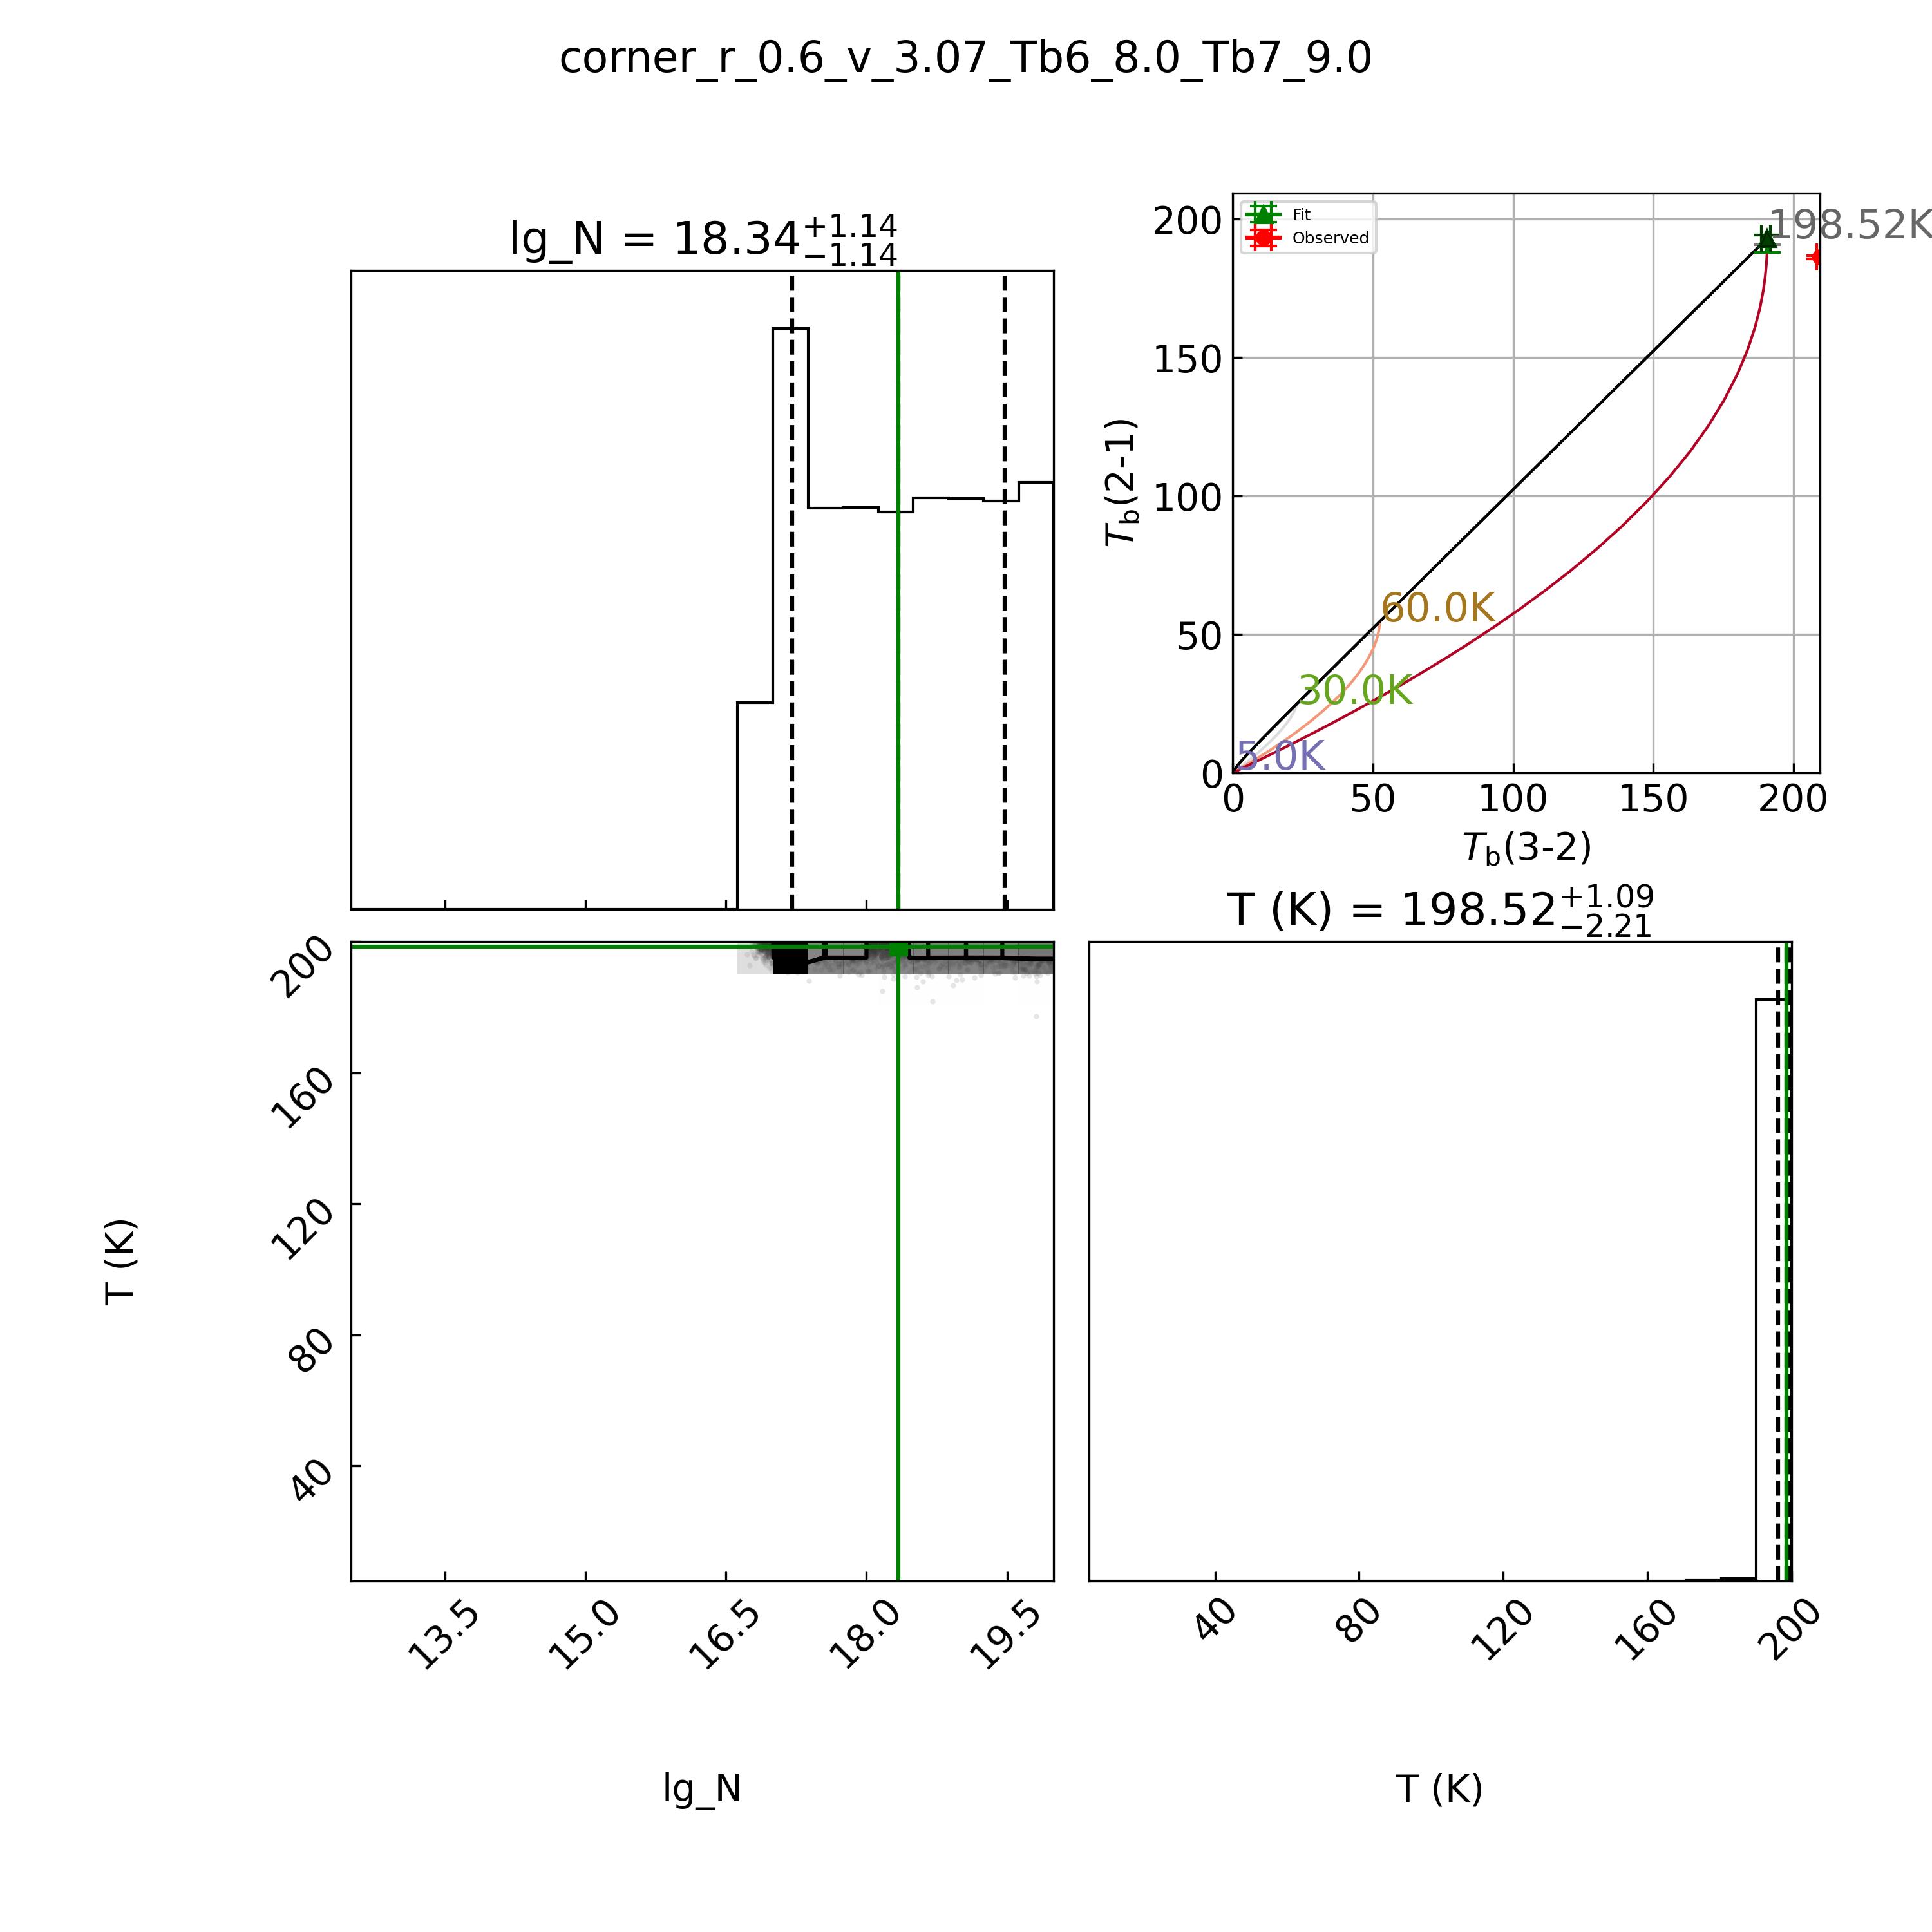 corner_r_0.6_v_3.07_Tb6_8.0_Tb7_9.0
lg_N = 18.34+1.14−1.14
200
150
100
50
0
Tb(2-1)
Fit
Observed
198.52K
60.0K
30.0K
5.0K
0 50 100 150 200
Tb(3-2)
T (K) = 198.52+1.09−2.21
200
160
120
80
40
T (K)
13.5 15.0 16.5 18.0 19.5
lg_N
40 80 120 160 200
T (K)